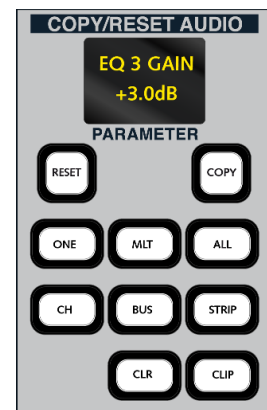 COPY/RESET AUDIO
EQ 3 GAIN
+3.0dB
PARAMETER
RESET COPY
ONE MLT ALL
CH BUS STRIP
CLR CLIP